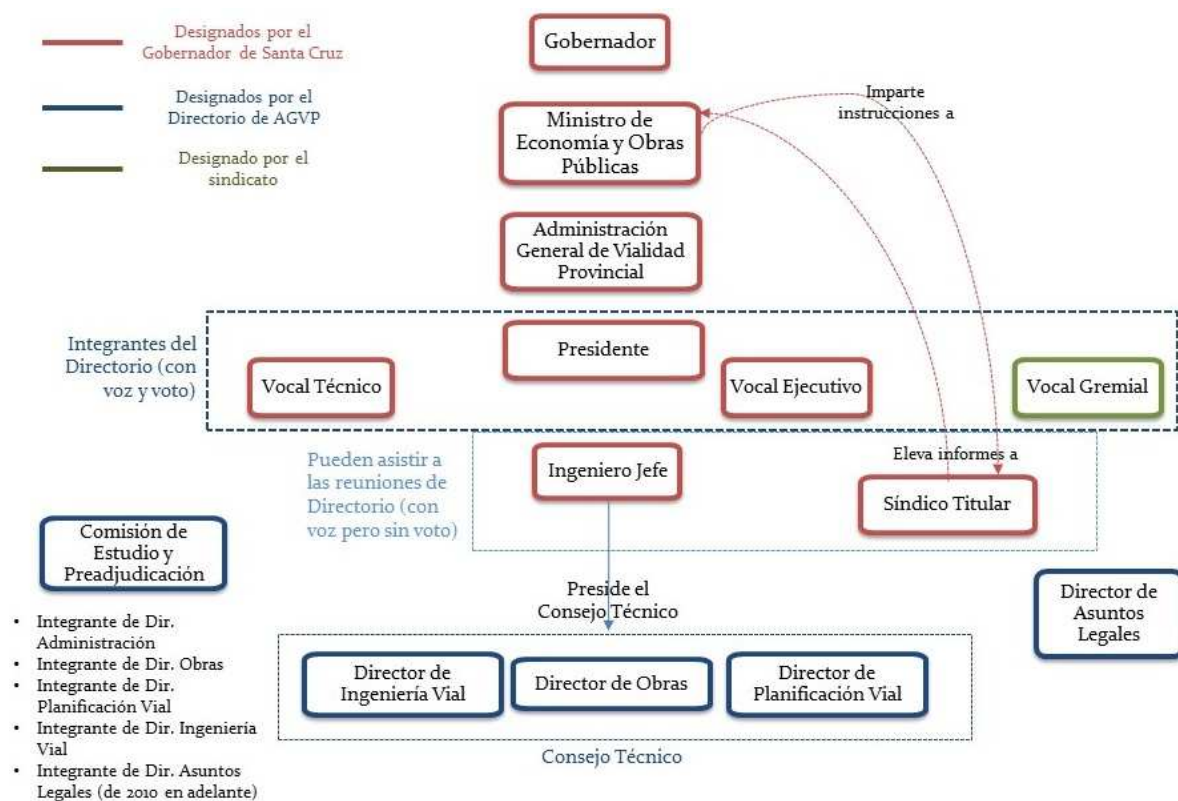 Designados por el
Gobernador de Santa Cruz
Designados por el
Directorio de AGVP
Designado por el
sindicato
Gobernador
Ministro de
Economía y Obras
Públicas
Imparte
instrucciones a
Administración
General de Vialidad
Provincial
Integrantes del
Directorio (con
voz y voto)
Presidente
Vocal Técnico
Vocal Ejecutivo
Vocal Gremial
Pueden asistir a
las reuniones de
Directorio (con
voz pero sin voto)
Ingeniero Jefe
Eleva informes a
Síndico Titular
Comisión de
Estudio y
Preadjudicación
• Integrante de Dir.
Administración
• Integrante de Dir. Obras
• Integrante de Dir.
Planificación Vial
• Integrante de Dir. Ingeniería
Vial
• Integrante de Dir. Asuntos
Legales (de 2010 en adelante)
Preside el
Consejo Técnico
Director de
Asuntos
Legales
Director de
Ingeniería Vial
Director de Obras
Director de
Planificación Vial
Consejo Técnico